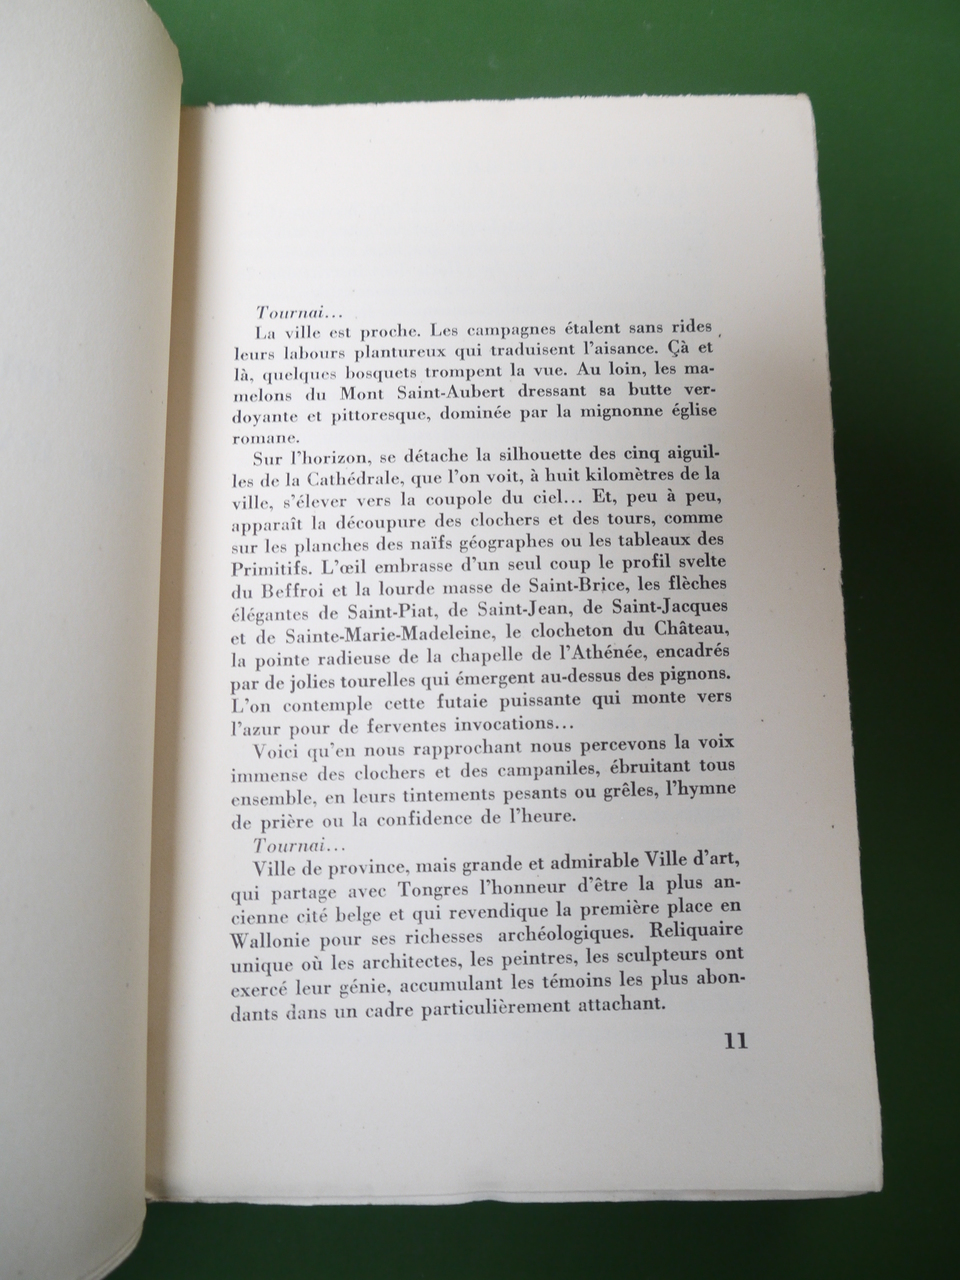 Tournai...
La ville est proche. Les campagnes étalent sans rides
leurs labours plantureux qui traduisent l'aisance. Çà et
là, quelques bosquets trompent la vue. Au loin, les ma-
melons du Mont Saint-Aubert dressant sa butte ver-
doyante et pittoresque, dominée par la mignonne église
romane.
Sur l'horizon, se détache la silhouette des cinq aiguil-
les de la Cathédrale, que l'on voit, à huit kilomètres de la
ville, s'élever vers la coupole du ciel... Et, peu à peu,
apparaît la découpure des clochers et des tours, comme
sur les planches des naïfs géographes ou les tableaux des
Primitifs. L'œil embrasse d'un seul coup le profil svelte
du Beffroi et la lourde masse de Saint-Brice, les flèches
élégantes de Saint-Piat, de Saint-Jean, de Saint-Jacques
et de Sainte-Marie-Madeleine, le clocheton du Château,
la pointe radieuse de la chapelle de l'Athénée, encadrés
par de jolies tourelles qui émergent au-dessus des pignons.
L'on contemple cette futaie puissante qui monte vers
l'azur pour de ferventes invocations...
Voici qu'en nous rapprochant nous percevons la voix
immense des clochers et des campaniles, ébruitant tous
ensemble, en leurs tintements pesants ou grêles, l'hymne
de prière ou la confidence de l'heure.
Tournai...
Ville de province, mais grande et admirable Ville d'art,
qui partage avec Tongres l'honneur d'être la plus an-
cienne cité belge et qui revendique la première place en
Wallonie pour ses richesses archéologiques. Reliquaire
unique où les architectes, les peintres, les sculpteurs ont
exercé leur génie, accumulant les témoins les plus abon-
dants dans un cadre particulièrement attachant.
11